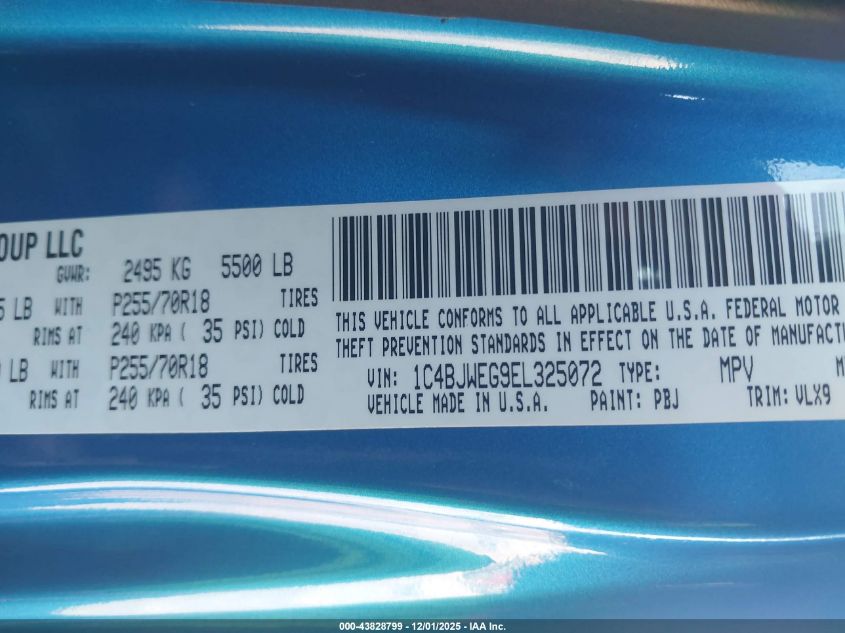 OUP LLC
GVWR: 2495 KG 5500 LB
5 LB WITH P255/70R18 TIRES
RIMS AT 240 KPA ( 35 PSI) COLD
LB WITH P255/70R18 TIRES
RIMS AT 240 KPA ( 35 PSI) COLD
THIS VEHICLE CONFORMS TO ALL APPLICABLE U.S.A. FEDERAL MOTOR
THEFT PREVENTION STANDARDS IN EFFECT ON THE DATE OF MANUFACTU
VIN: 1C4BJWEG9EL325072 TYPE: MPV
VEHICLE MADE IN U.S.A. PAINT: PBJ TRIM: VLX9
000-43828799 - 12/01/2025 - IAA Inc.